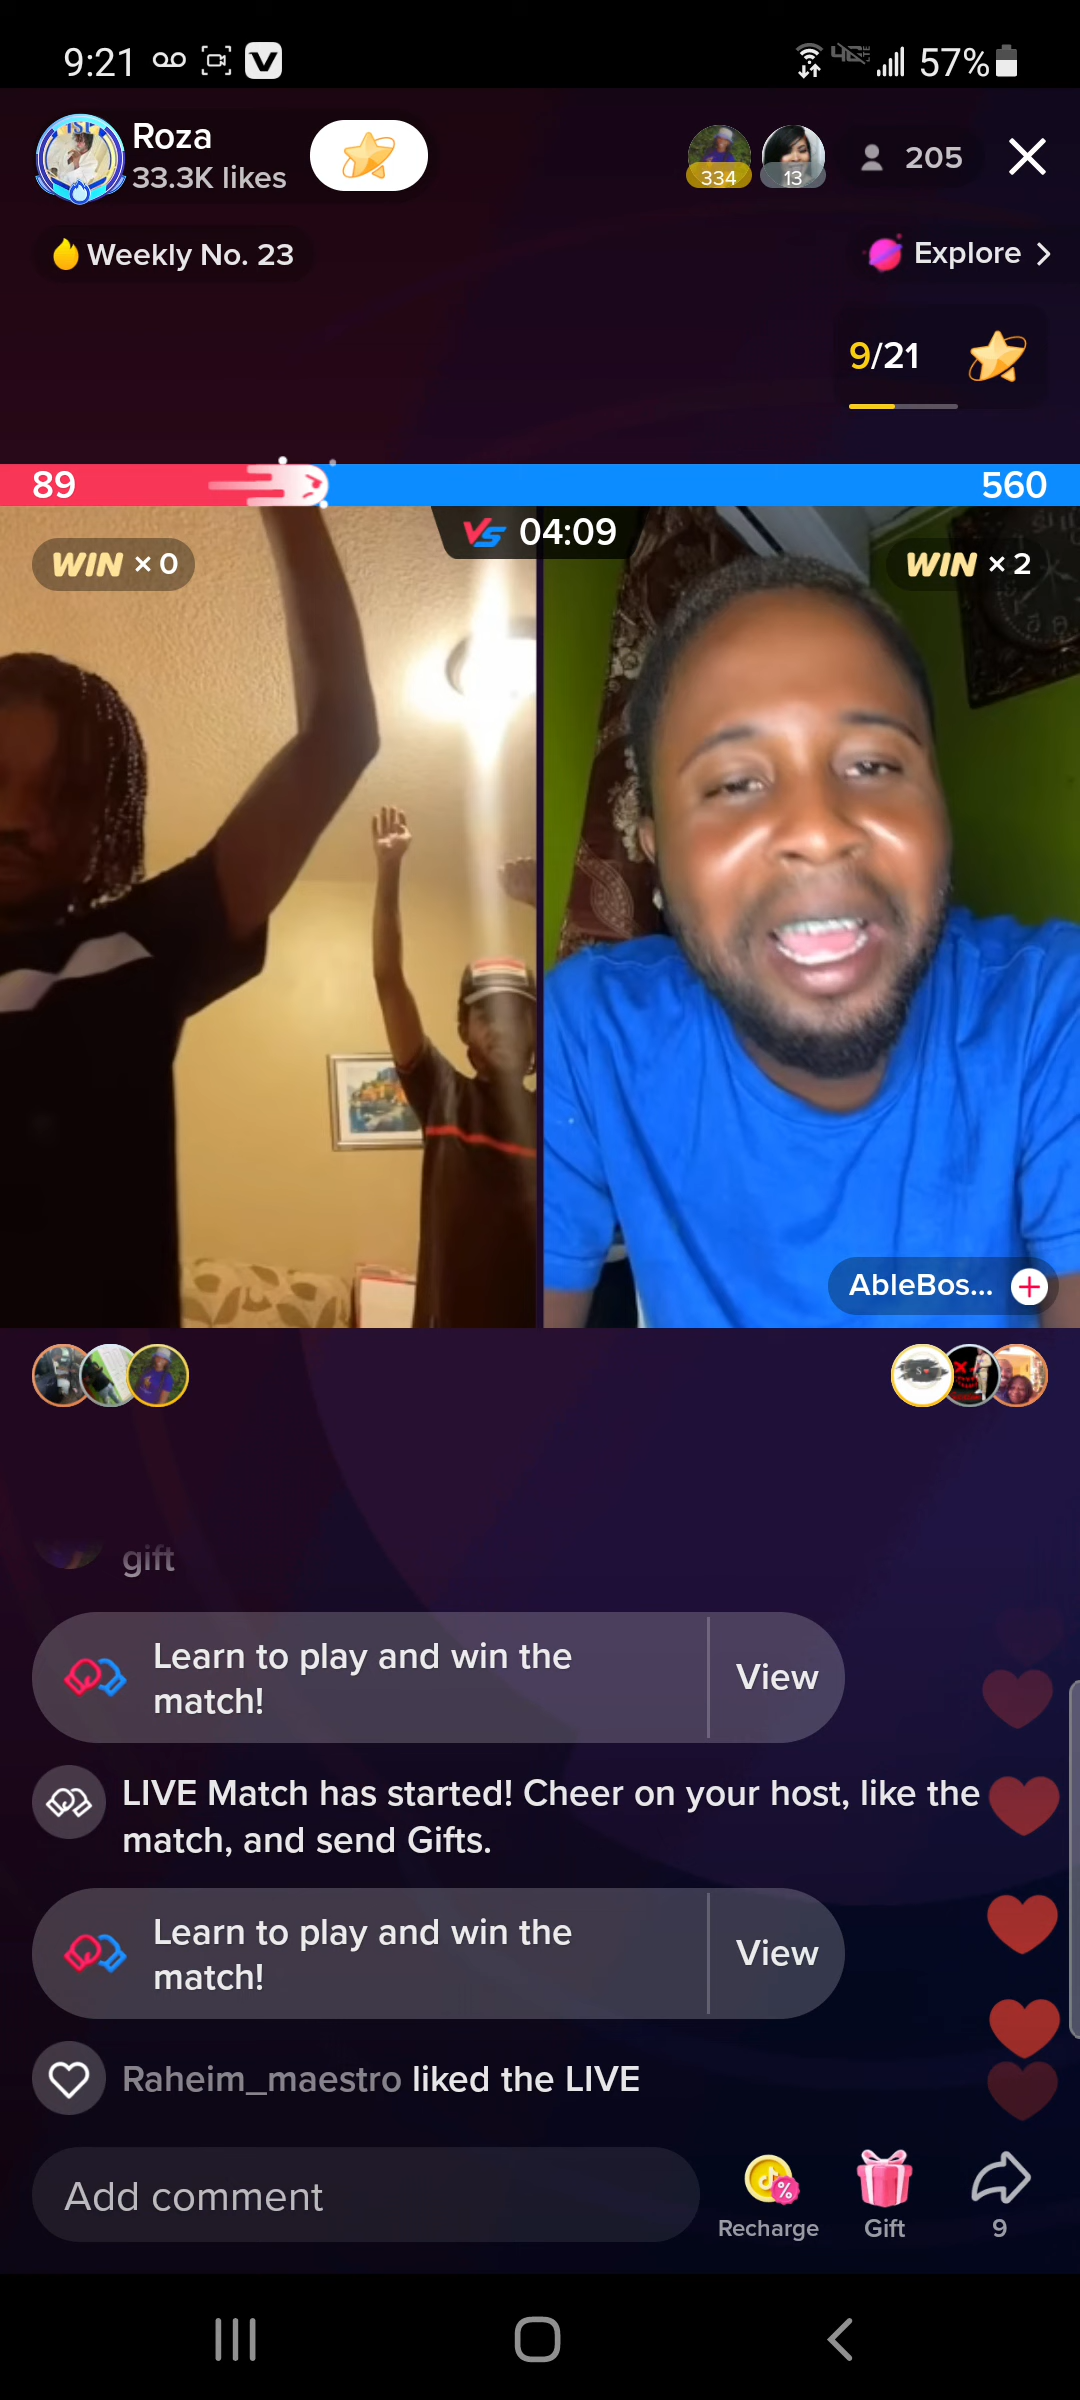 9:21
57%
Roza
33.3K likes
334
13
205
Weekly No. 23
Explore
9/21
89
560
VS 04:09
WIN × 0
WIN × 2
AbleBos...
gift
Learn to play and win the
match!
View
LIVE Match has started! Cheer on your host, like the
match, and send Gifts.
Learn to play and win the
match!
View
Raheim_maestro liked the LIVE
Add comment
Recharge
Gift
9